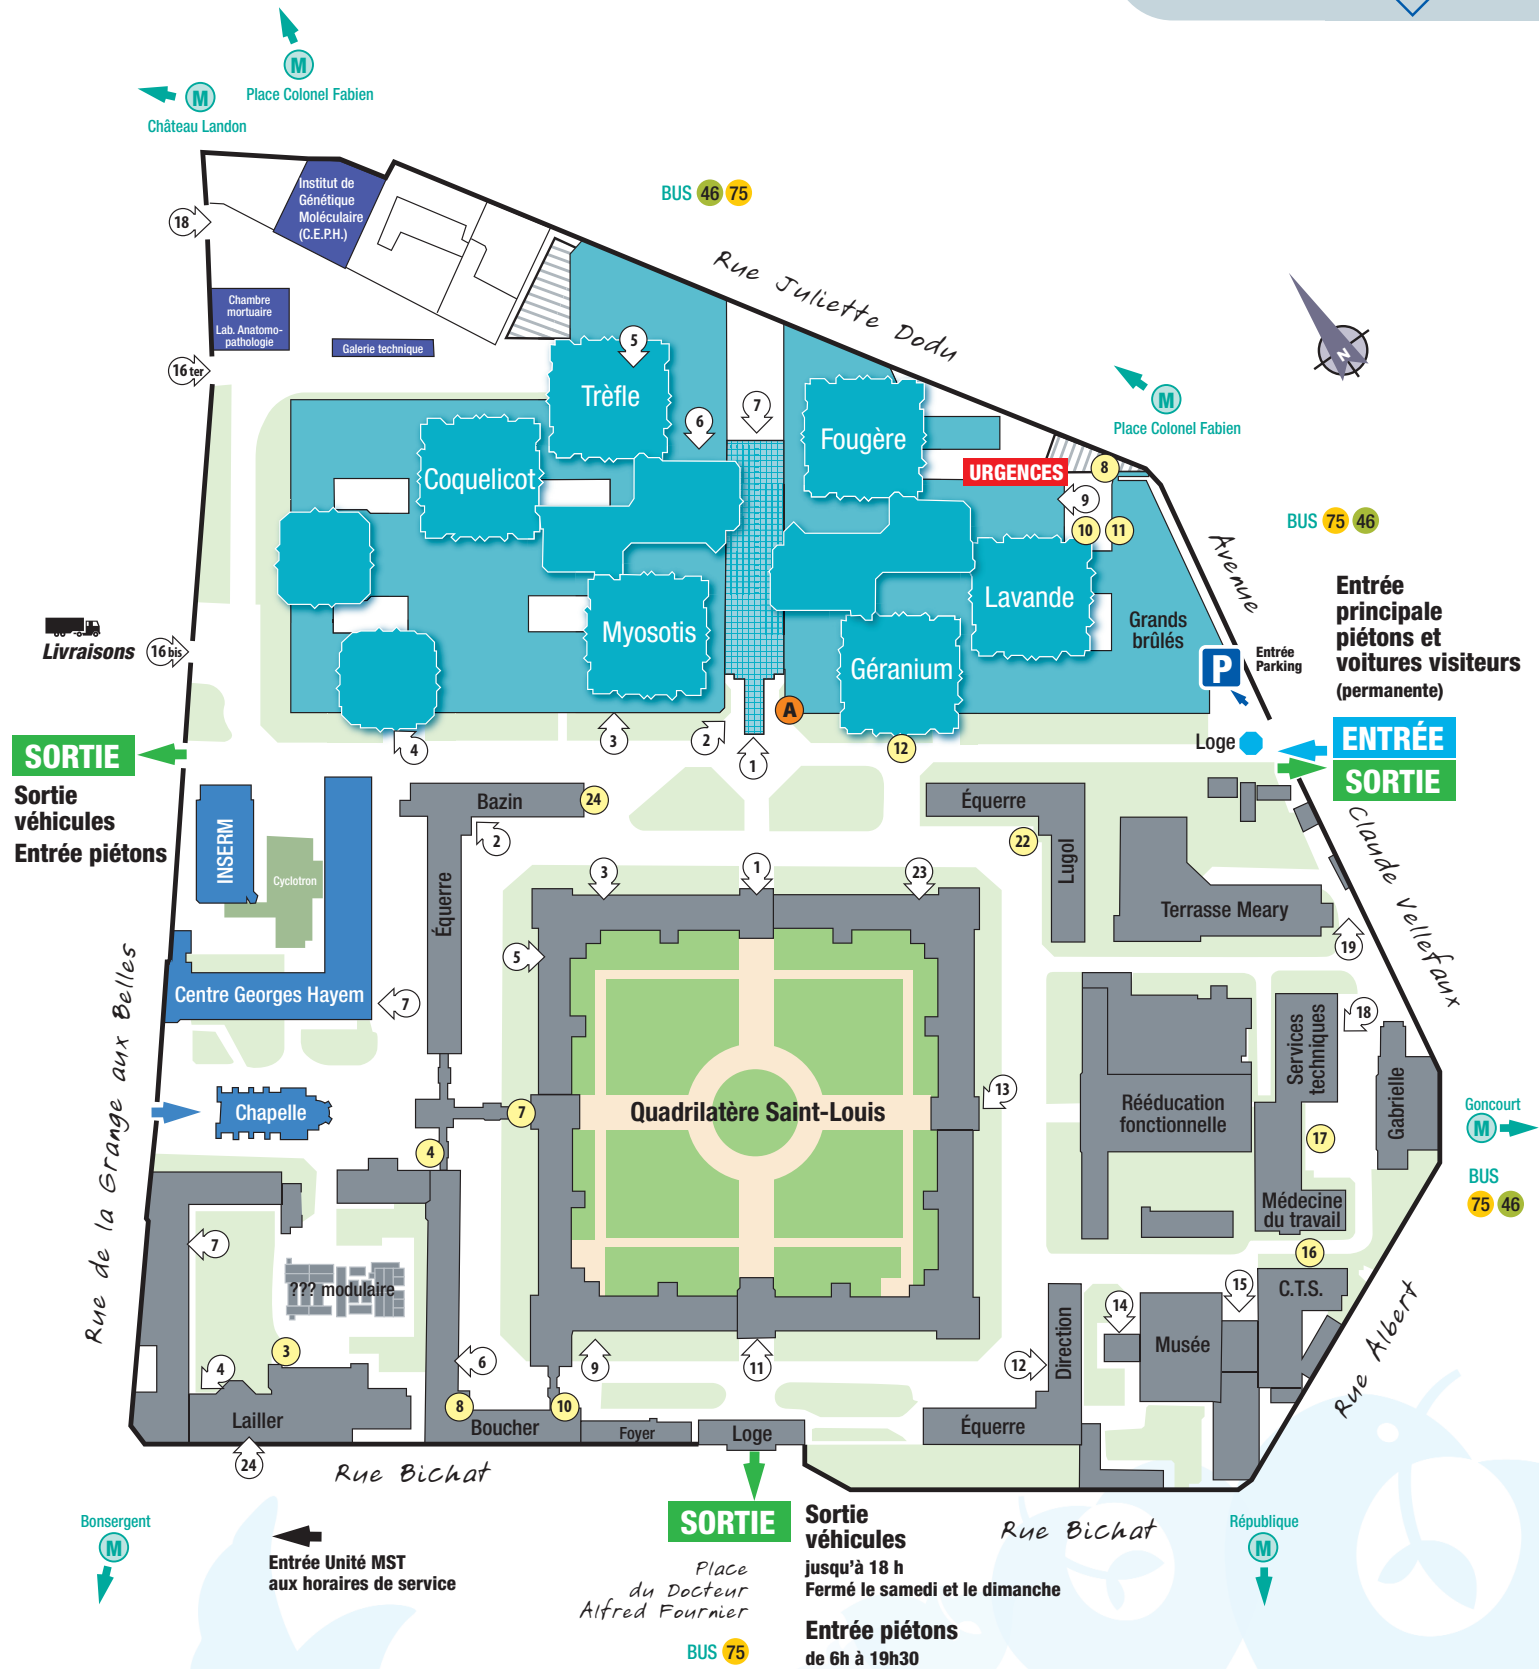 M
Place Colonel Fabien
M
Château Landon
Institut de
Génétique
Moléculaire
(C.E.P.H.)
BUS 46 75
18
Rue Juliette Dodu
Chambre
mortuaire
Lab. Anatomo-
pathologie
Galerie technique
16 ter
N
5
Trèfle
6
7
Fougère
M
Place Colonel Fabien
Coquelicot
URGENCES
8
9
10
11
BUS 75 46
Avenue
Claude Vellefaux
Lavande
Grands
brûlés
Myosotis
Géranium
Entrée
principale
piétons et
voitures visiteurs
(permanente)
P
Entrée
Parking
Livraisons
16 bis
A
4
3
2
1
12
Loge
ENTRÉE
SORTIE
SORTIE
Sortie
véhicules
Entrée piétons
Bazin
24
2
Équerre
22
Lugol
INSERM
Cyclotron
Équerre
3
1
23
5
Terrasse Meary
19
Centre Georges Hayem
7
18
Services
techniques
Rue de la Grange aux Belles
Chapelle
7
4
Quadrilatère Saint-Louis
13
Rééducation
fonctionnelle
17
Gabrielle
Goncourt
M
BUS
75 46
Médecine
du travail
16
7
??? modulaire
C.T.S.
15
14
Musée
Direction
12
Rue Albert
3
4
6
9
11
8
10
Lailler
Boucher
Foyer
Loge
Équerre
24
Rue Bichat
SORTIE
Sortie
véhicules
jusqu'à 18 h
Fermé le samedi et le dimanche
Entrée piétons
de 6h à 19h30
Rue Bichat
Bonsergent
M
Entrée Unité MST
aux horaires de service
Place
du Docteur
Alfred Fournier
BUS 75
République
M